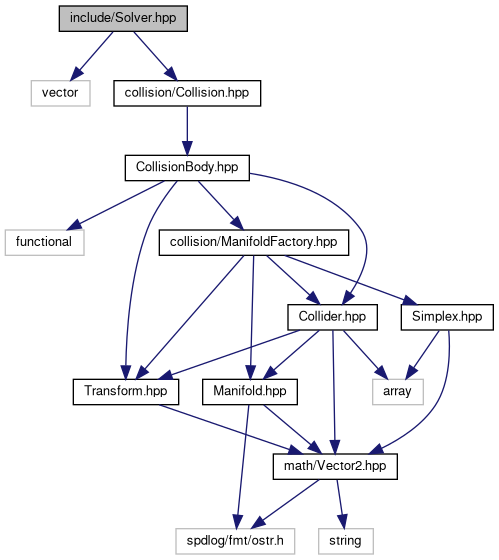 include/Solver.hpp
vector
collision/Collision.hpp
CollisionBody.hpp
functional
collision/ManifoldFactory.hpp
Collider.hpp
Simplex.hpp
Transform.hpp
Manifold.hpp
array
math/Vector2.hpp
spdlog/fmt/ostr.h
string